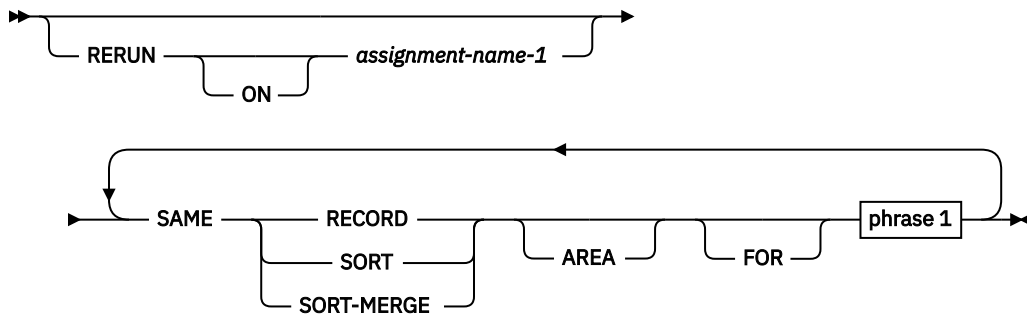 RERUN assignment-name-1
ON
SAME RECORD phrase 1
SORT AREA FOR
SORT-MERGE